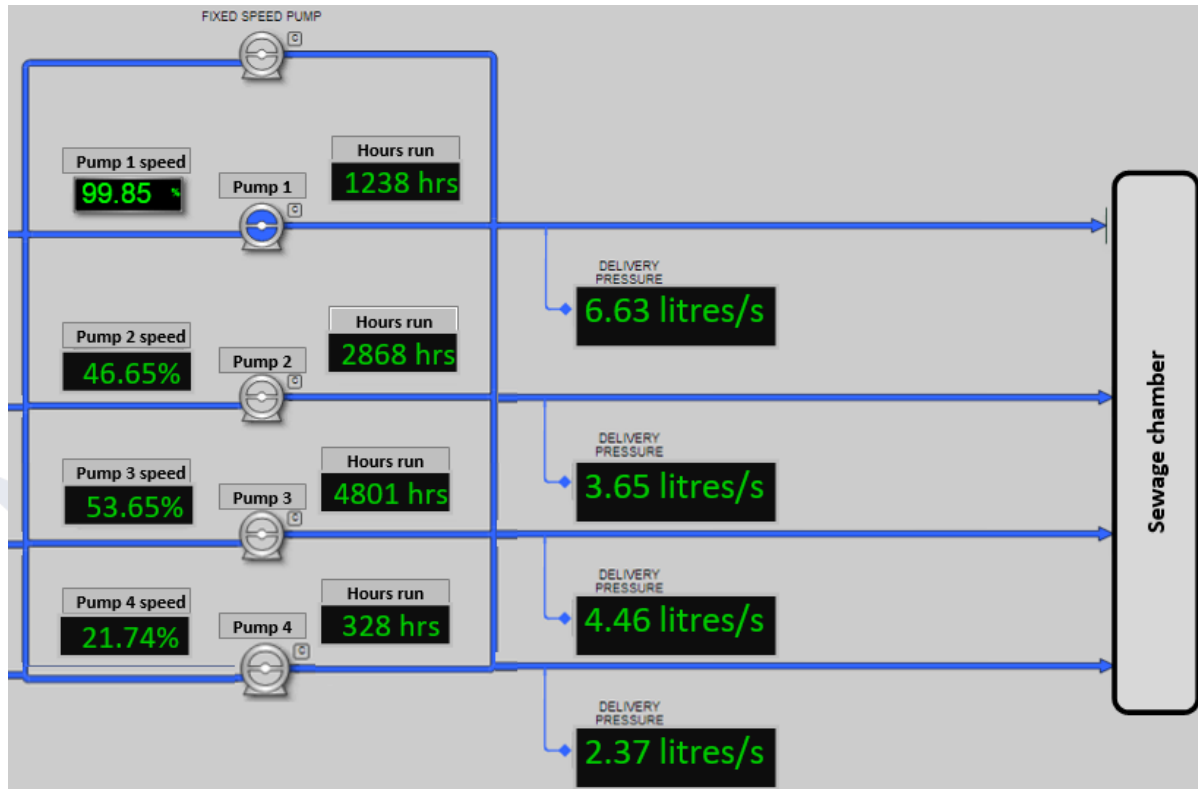 FIXED SPEED PUMP
C
Pump 1 speed
99.85 %
Pump 1
C
Hours run
1238 hrs
DELIVERY
PRESSURE
6.63 litres/s
Pump 2 speed
46.65%
Pump 2
C
Hours run
2868 hrs
DELIVERY
PRESSURE
3.65 litres/s
Pump 3 speed
53.65%
Pump 3
C
Hours run
4801 hrs
DELIVERY
PRESSURE
4.46 litres/s
Pump 4 speed
21.74%
Pump 4
C
Hours run
328 hrs
DELIVERY
PRESSURE
2.37 litres/s
Sewage chamber